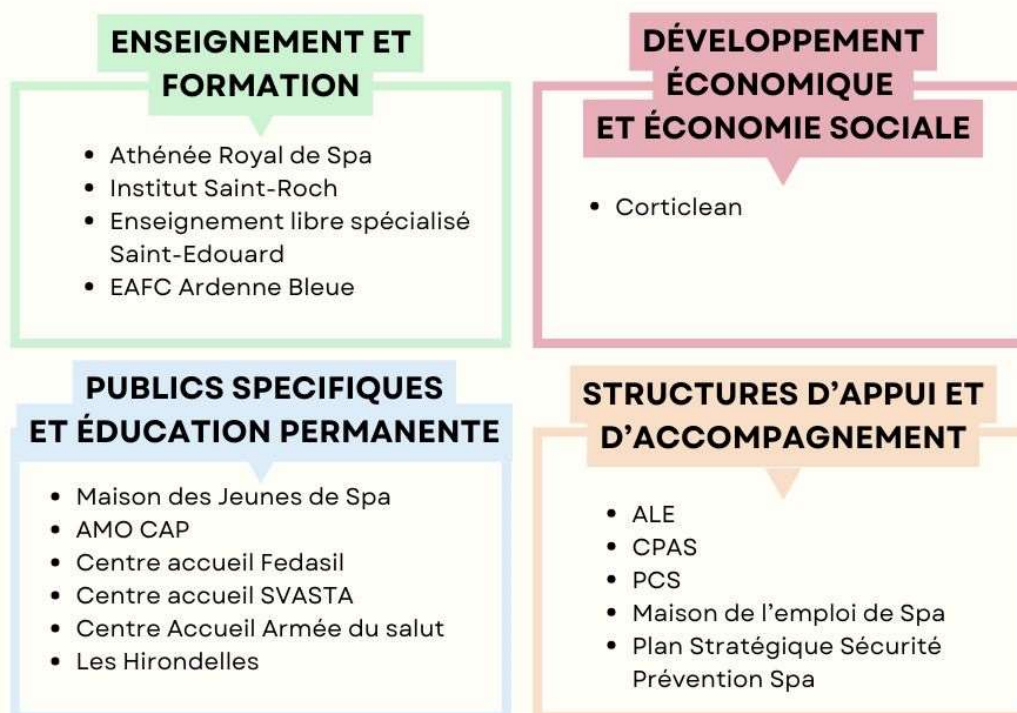 ENSEIGNEMENT ET
FORMATION
• Athénée Royal de Spa
• Institut Saint-Roch
• Enseignement libre spécialisé
Saint-Edouard
• EAFC Ardenne Bleue
DÉVELOPPEMENT
ÉCONOMIQUE
ET ÉCONOMIE SOCIALE
• Corticlean
PUBLICS SPECIFIQUES
ET ÉDUCATION PERMANENTE
• Maison des Jeunes de Spa
• AMO CAP
• Centre accueil Fedasil
• Centre accueil SVASTA
• Centre Accueil Armée du salut
• Les Hirondelles
STRUCTURES D’APPUI ET
D’ACCOMPAGNEMENT
• ALE
• CPAS
• PCS
• Maison de l’emploi de Spa
• Plan Stratégique Sécurité
Prévention Spa